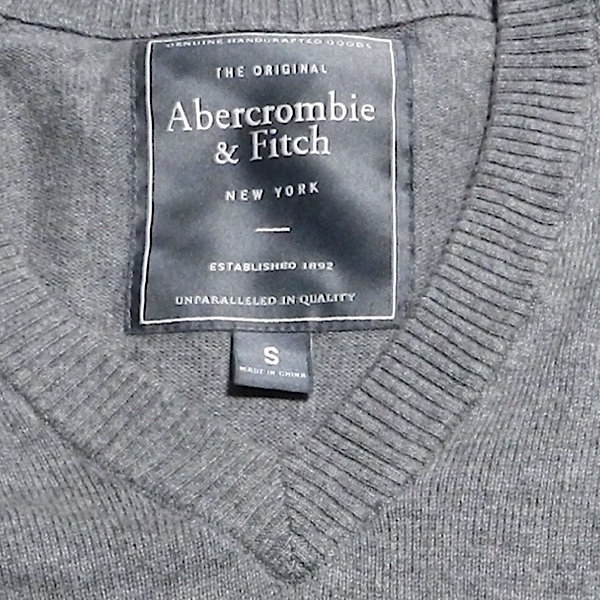 GENUINE HANDCRAFTED GOODS
THE ORIGINAL
Abercrombie
& Fitch
NEW YORK
ESTABLISHED 1892
UNPARALLELED IN QUALITY
S
MADE IN CHINA